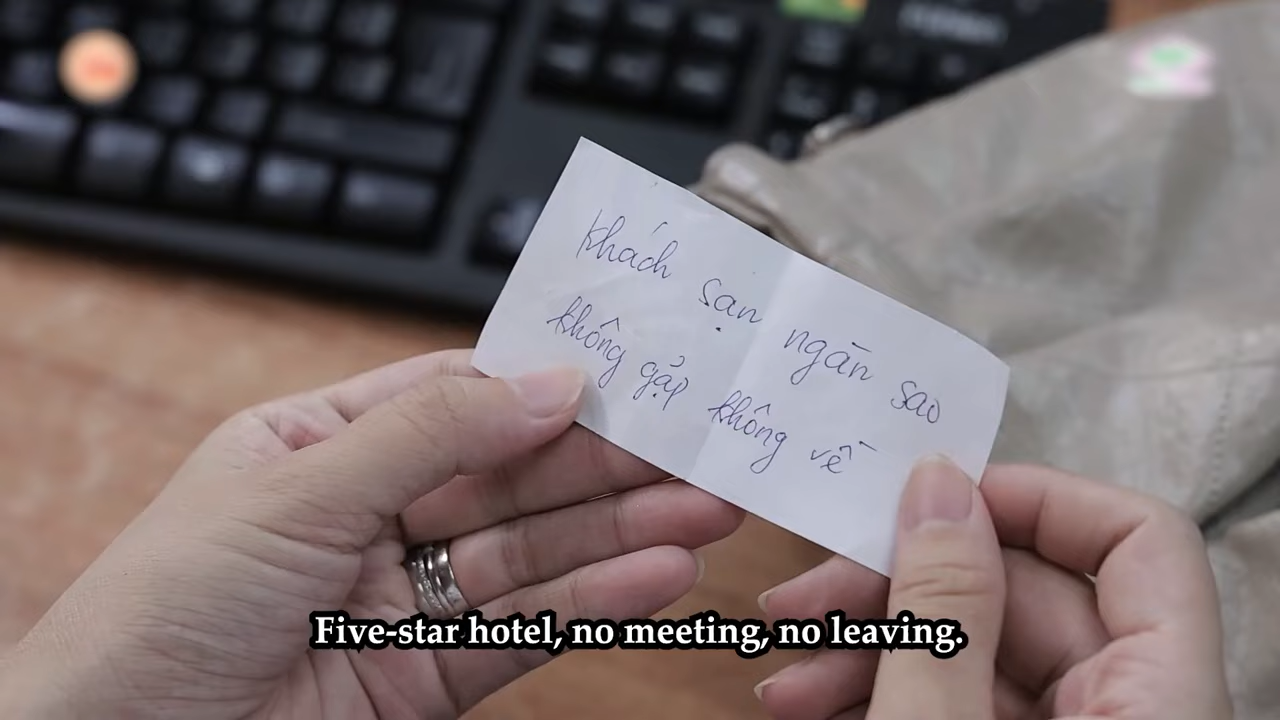 khách sạn ngàn sao
không gặp không về
Five-star hotel, no meeting, no leaving.